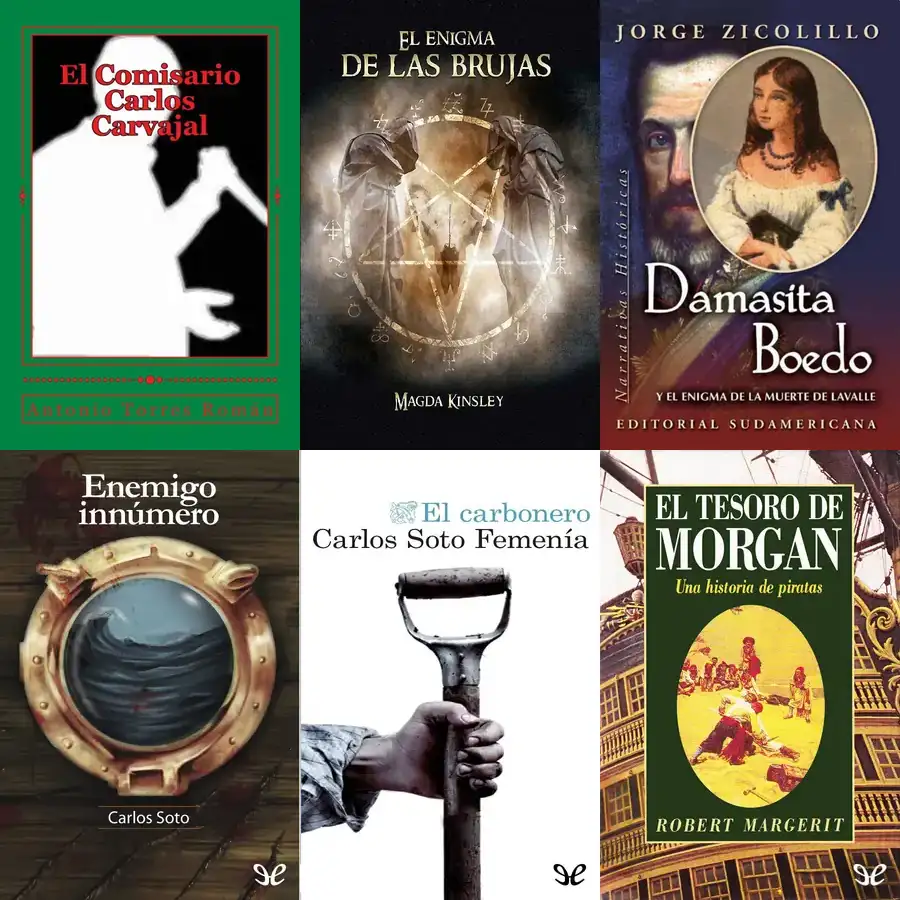 El Comisario
Carlos
Carvajal
Antonio Torres Román
EL ENIGMA
DE LAS BRUJAS
MAGDA KINSLEY
JORGE ZICOLILLO
Narrativas Históricas
Damasita
Boedo
Y EL ENIGMA DE LA MUERTE DE LAVALLE
EDITORIAL SUDAMERICANA
Enemigo
innúmero
Carlos Soto
El carbonero
Carlos Soto Femenía
EL TESORO DE
MORGAN
Una historia de piratas
ROBERT MARGERIT